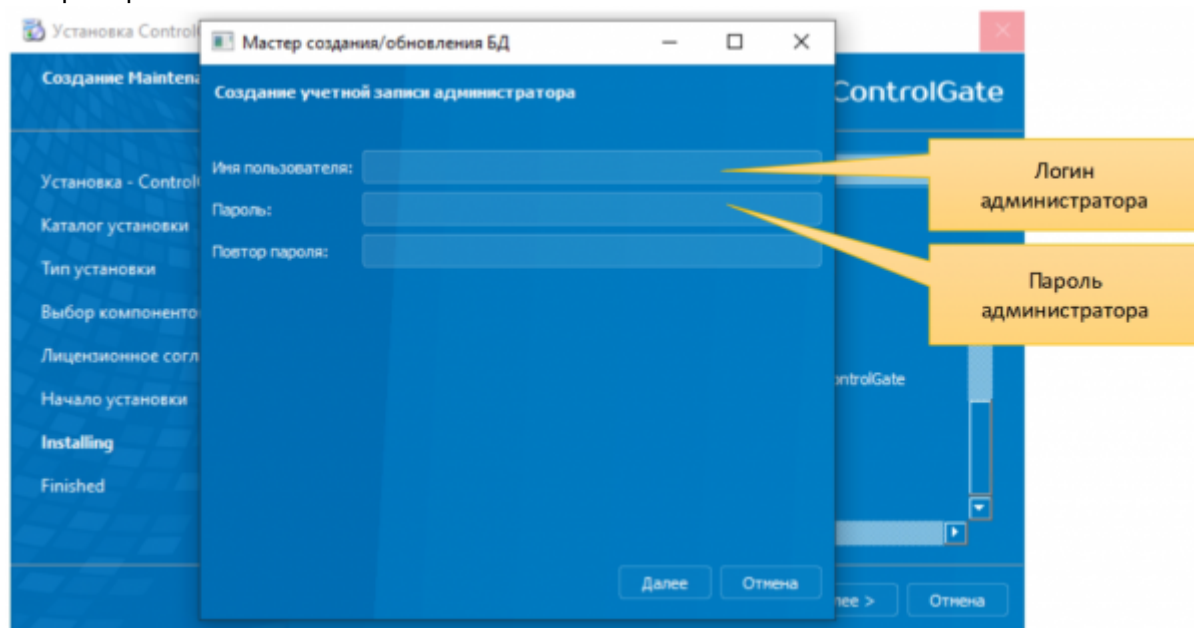 Установка Control
Мастер создания/обновления БД
Создание Maintena
Создание учетной записи администратора
ControlGate
Имя пользователя:
Пароль:
Повтор пароля:
Логин
администратора
Пароль
администратора
Установка - Control
Каталог установки
Тип установки
Выбор компоненто
Лицензионное согл
Начало установки
Installing
Finished
ontrolGate
Далее
Отмена
лее >
Отмена